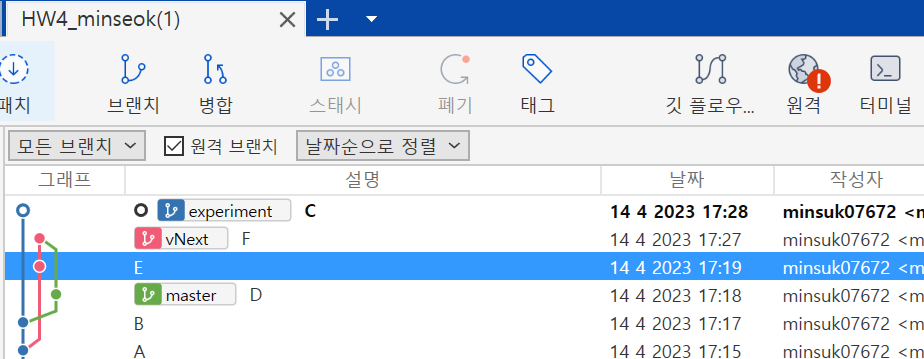 HW4_minseok(1)
패치 브랜치 병합 스태시 폐기 태그 깃 플로우... 원격 터미널
모든 브랜치 원격 브랜치 날짜순으로 정렬
그래프 설명 날짜 작성자
experiment C 14 4 2023 17:28 minsuk07672 <m
vNext F 14 4 2023 17:27 minsuk07672 <m
E 14 4 2023 17:19 minsuk07672 <m
master D 14 4 2023 17:18 minsuk07672 <m
B 14 4 2023 17:17 minsuk07672 <m
A 14 4 2023 17:15 minsuk07672 <m